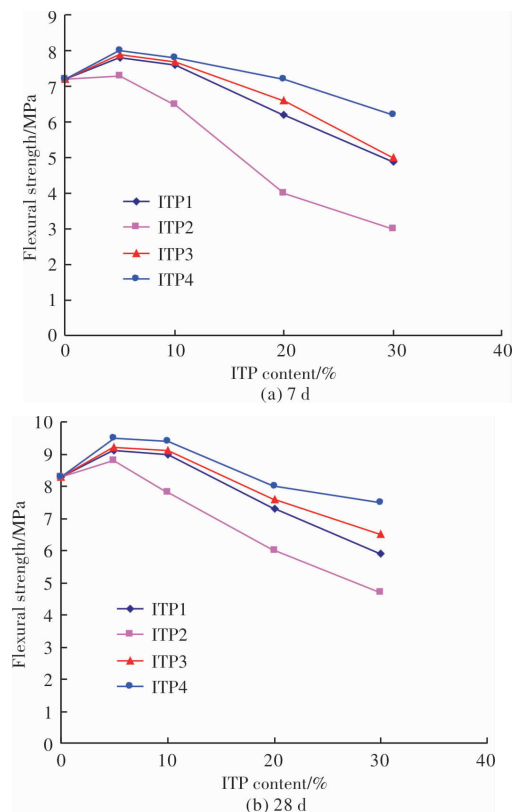 9
8
7
6
5
4
3
2
1
0
Flexural strength/MPa
ITP1
ITP2
ITP3
ITP4
0 10 20 30 40
ITP content/%
(a) 7 d
10
9
8
7
6
5
4
3
2
1
0
Flexural strength/MPa
ITP1
ITP2
ITP3
ITP4
0 10 20 30 40
ITP content/%
(b) 28 d